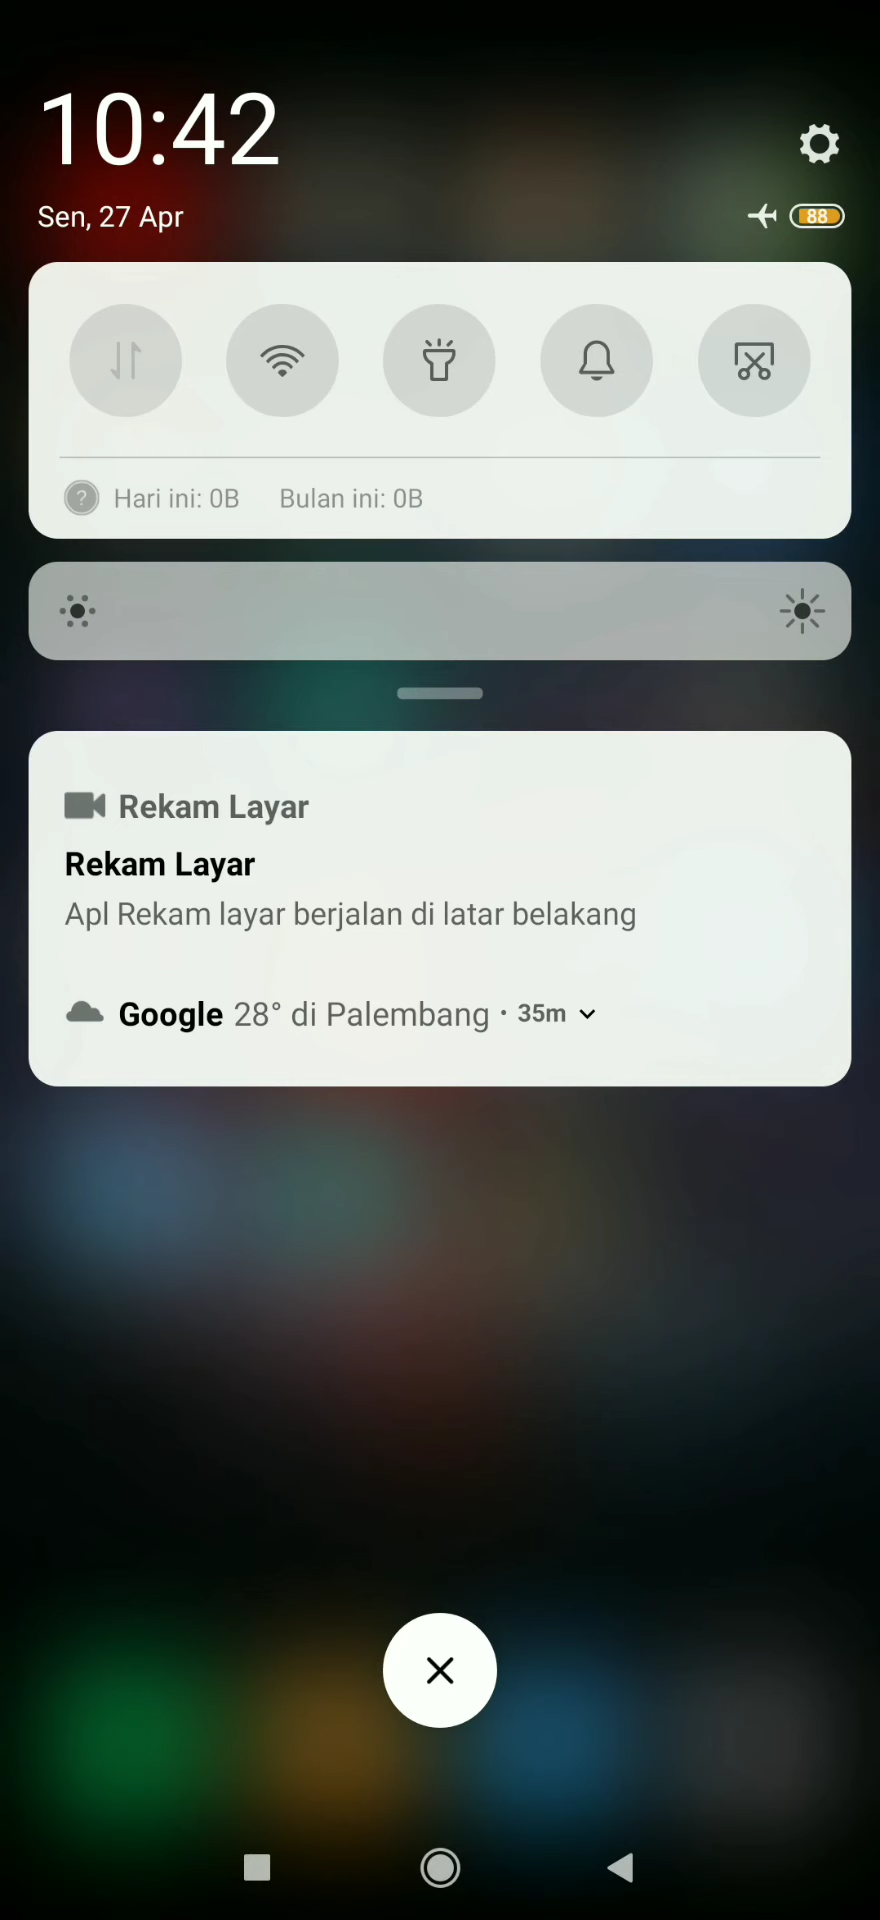 10:42
Sen, 27 Apr
88
Hari ini: 0B Bulan ini: 0B
Rekam Layar
Rekam Layar
Apl Rekam layar berjalan di latar belakang
Google 28° di Palembang · 35m